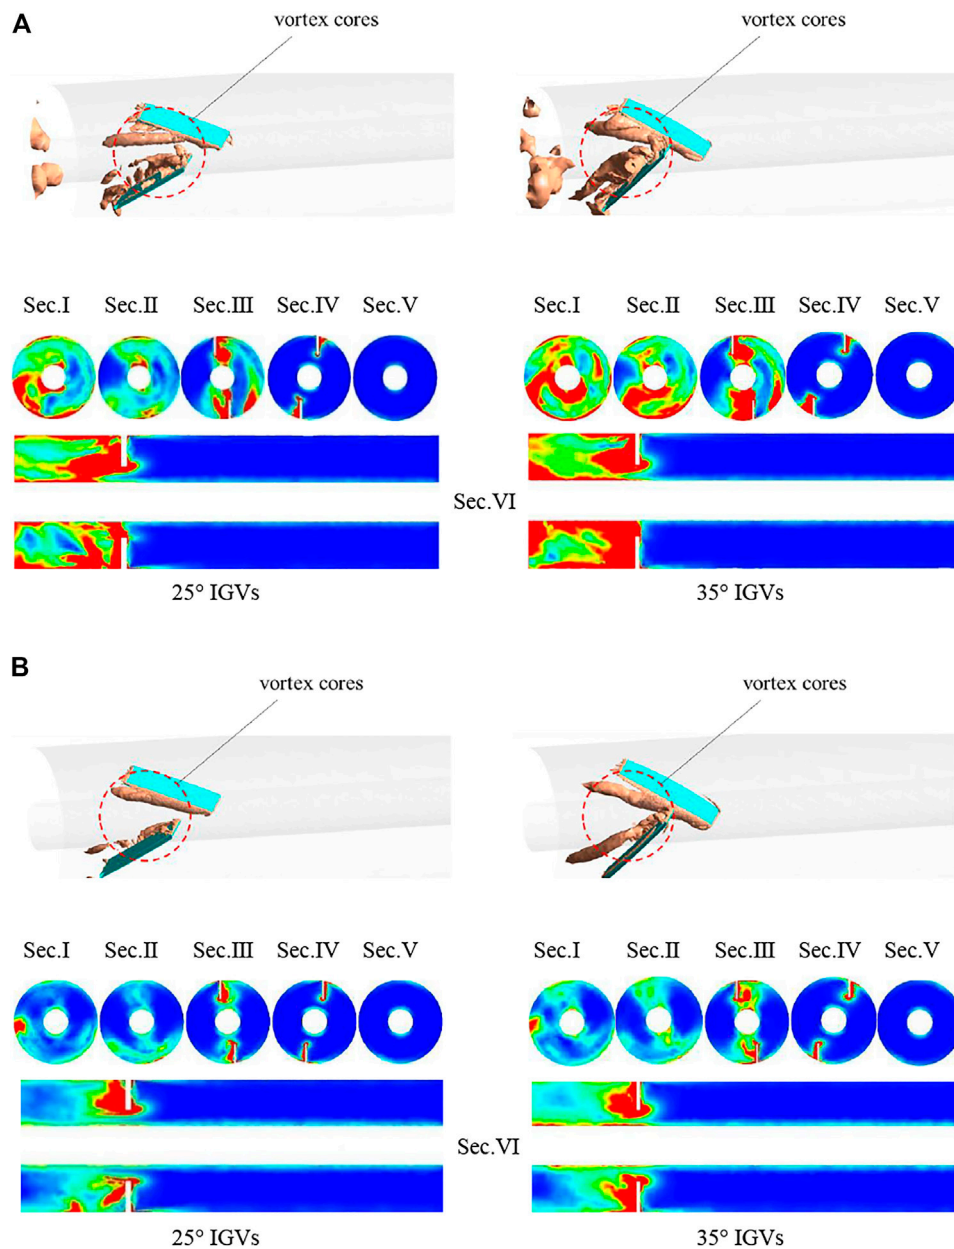 A
vortex cores
vortex cores
Sec.I Sec.II Sec.III Sec.IV Sec.V
Sec.I Sec.II Sec.III Sec.IV Sec.V
Sec.VI
25° IGVs
35° IGVs
B
vortex cores
vortex cores
Sec.I Sec.II Sec.III Sec.IV Sec.V
Sec.I Sec.II Sec.III Sec.IV Sec.V
Sec.VI
25° IGVs
35° IGVs